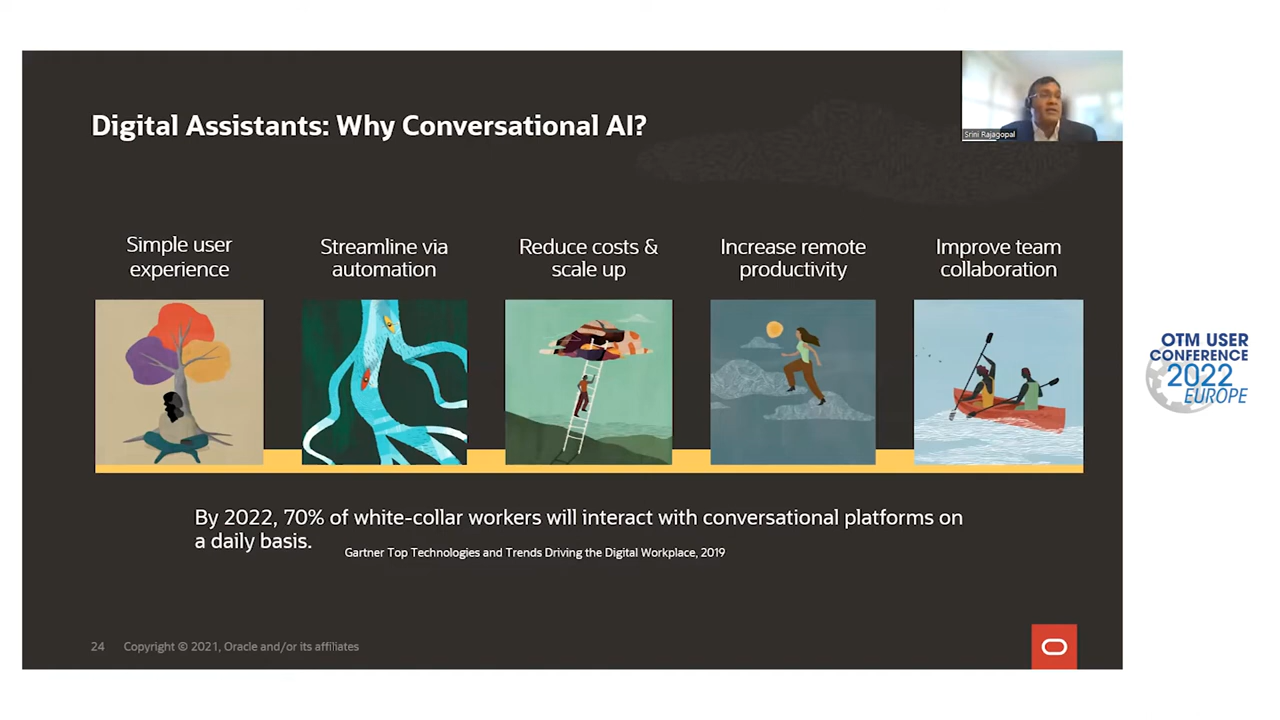 Digital Assistants: Why Conversational AI?
Srini Rajagopal
Simple user
experience
Streamline via
automation
Reduce costs &
scale up
Increase remote
productivity
Improve team
collaboration
OTM USER
CONFERENCE
2022
EUROPE
By 2022, 70% of white-collar workers will interact with conversational platforms on
a daily basis.
Gartner Top Technologies and Trends Driving the Digital Workplace, 2019
24 Copyright © 2021, Oracle and/or its affiliates